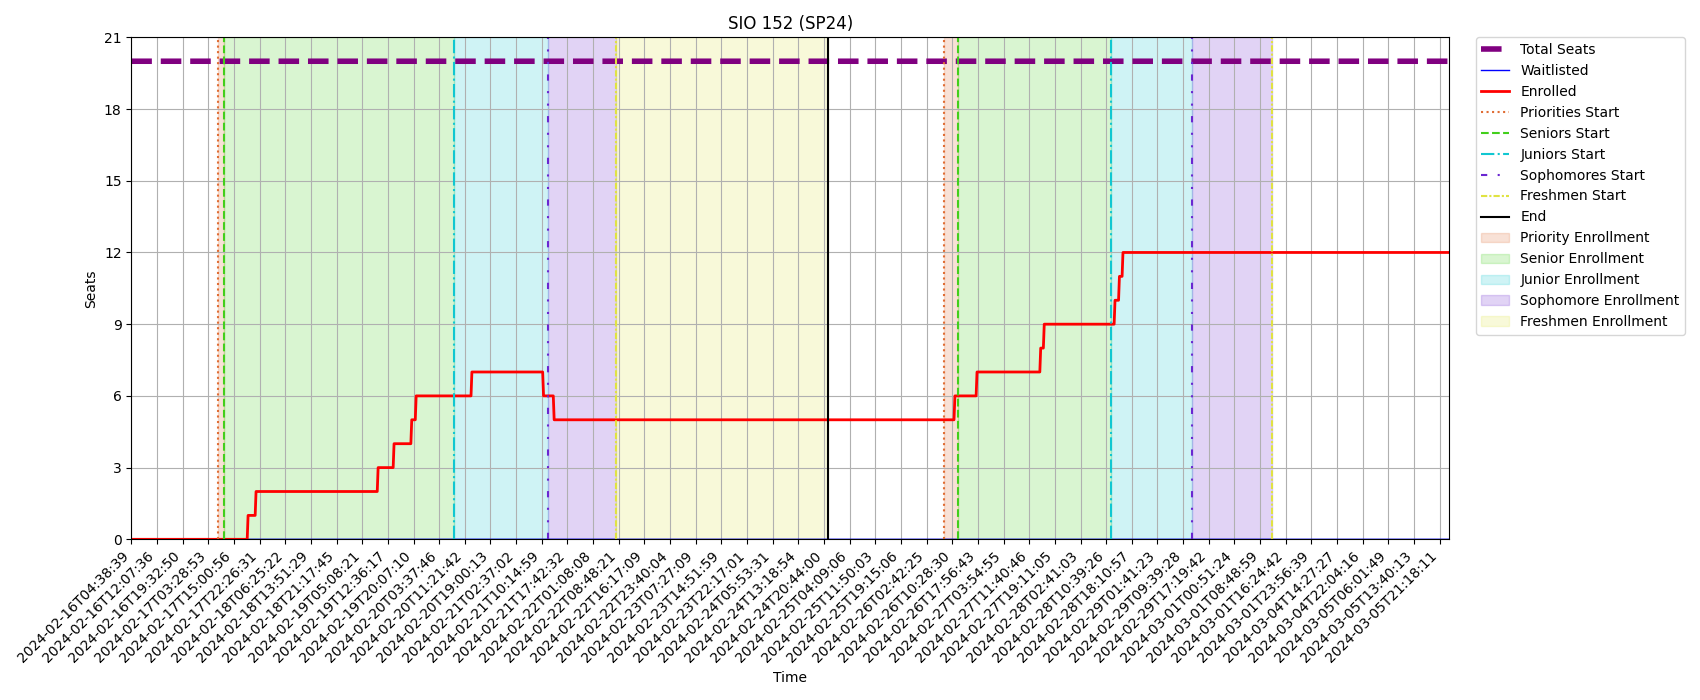 SIO 152 (SP24)
21
18
15
12
9
6
3
0
Seats
2024-02-16T04:38:39
2024-02-16T12:07:36
2024-02-16T19:32:50
2024-02-17T03:28:53
2024-02-17T15:00:56
2024-02-17T22:26:31
2024-02-18T06:25:22
2024-02-18T13:51:29
2024-02-18T21:17:45
2024-02-19T05:08:21
2024-02-19T12:36:17
2024-02-19T20:07:10
2024-02-20T03:37:46
2024-02-20T11:21:42
2024-02-20T19:00:13
2024-02-21T02:37:02
2024-02-21T10:14:59
2024-02-21T17:42:32
2024-02-22T01:08:08
2024-02-22T08:48:21
2024-02-22T16:17:09
2024-02-22T23:40:04
2024-02-23T07:27:09
2024-02-23T14:51:59
2024-02-23T22:17:01
2024-02-24T05:53:31
2024-02-24T13:18:54
2024-02-24T20:44:00
2024-02-25T04:09:06
2024-02-25T11:50:03
2024-02-25T19:15:06
2024-02-26T02:42:25
2024-02-26T10:28:30
2024-02-26T17:56:43
2024-02-27T03:54:55
2024-02-27T11:40:46
2024-02-27T19:11:05
2024-02-28T02:41:03
2024-02-28T10:39:26
2024-02-28T18:10:57
2024-02-29T01:41:23
2024-02-29T09:39:28
2024-02-29T17:19:42
2024-03-01T00:51:24
2024-03-01T08:48:59
2024-03-01T16:24:42
2024-03-01T23:56:39
2024-03-04T14:27:27
2024-03-04T22:04:16
2024-03-05T06:01:49
2024-03-05T13:40:13
2024-03-05T21:18:11
Time
Total Seats
Waitlisted
Enrolled
Priorities Start
Seniors Start
Juniors Start
Sophomores Start
Freshmen Start
End
Priority Enrollment
Senior Enrollment
Junior Enrollment
Sophomore Enrollment
Freshmen Enrollment